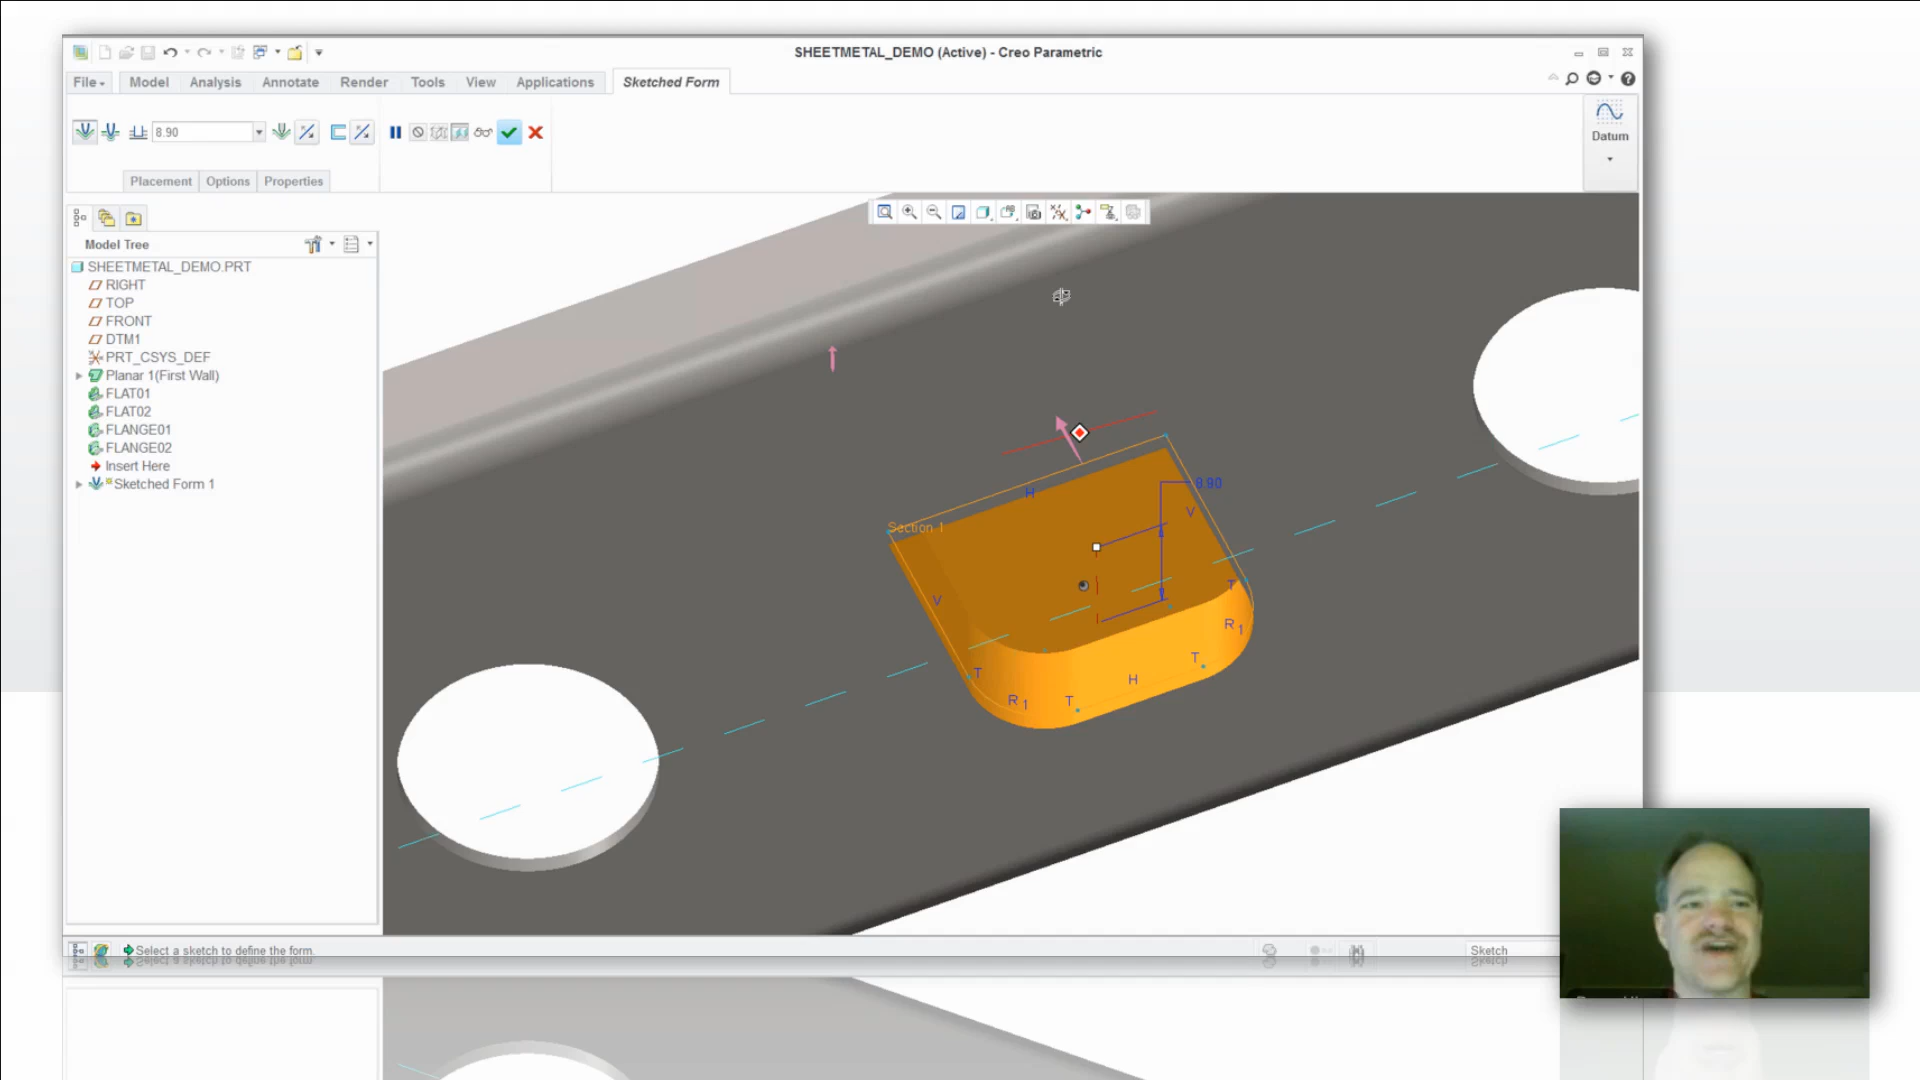 SHEETMETAL_DEMO (Active) - Creo Parametric
File Model Analysis Annotate Render Tools View Applications Sketched Form
8.90
Datum
Placement Options Properties
Model Tree
SHEETMETAL_DEMO.PRT
RIGHT
TOP
FRONT
DTM1
PRT_CSYS_DEF
Planar 1(First Wall)
FLAT01
FLAT02
FLANGE01
FLANGE02
Insert Here
Sketched Form 1
8.90
H
V
Section 1
T
V
R 1
T
T
H
R 1
T
Select a sketch to define the form.
Sketch